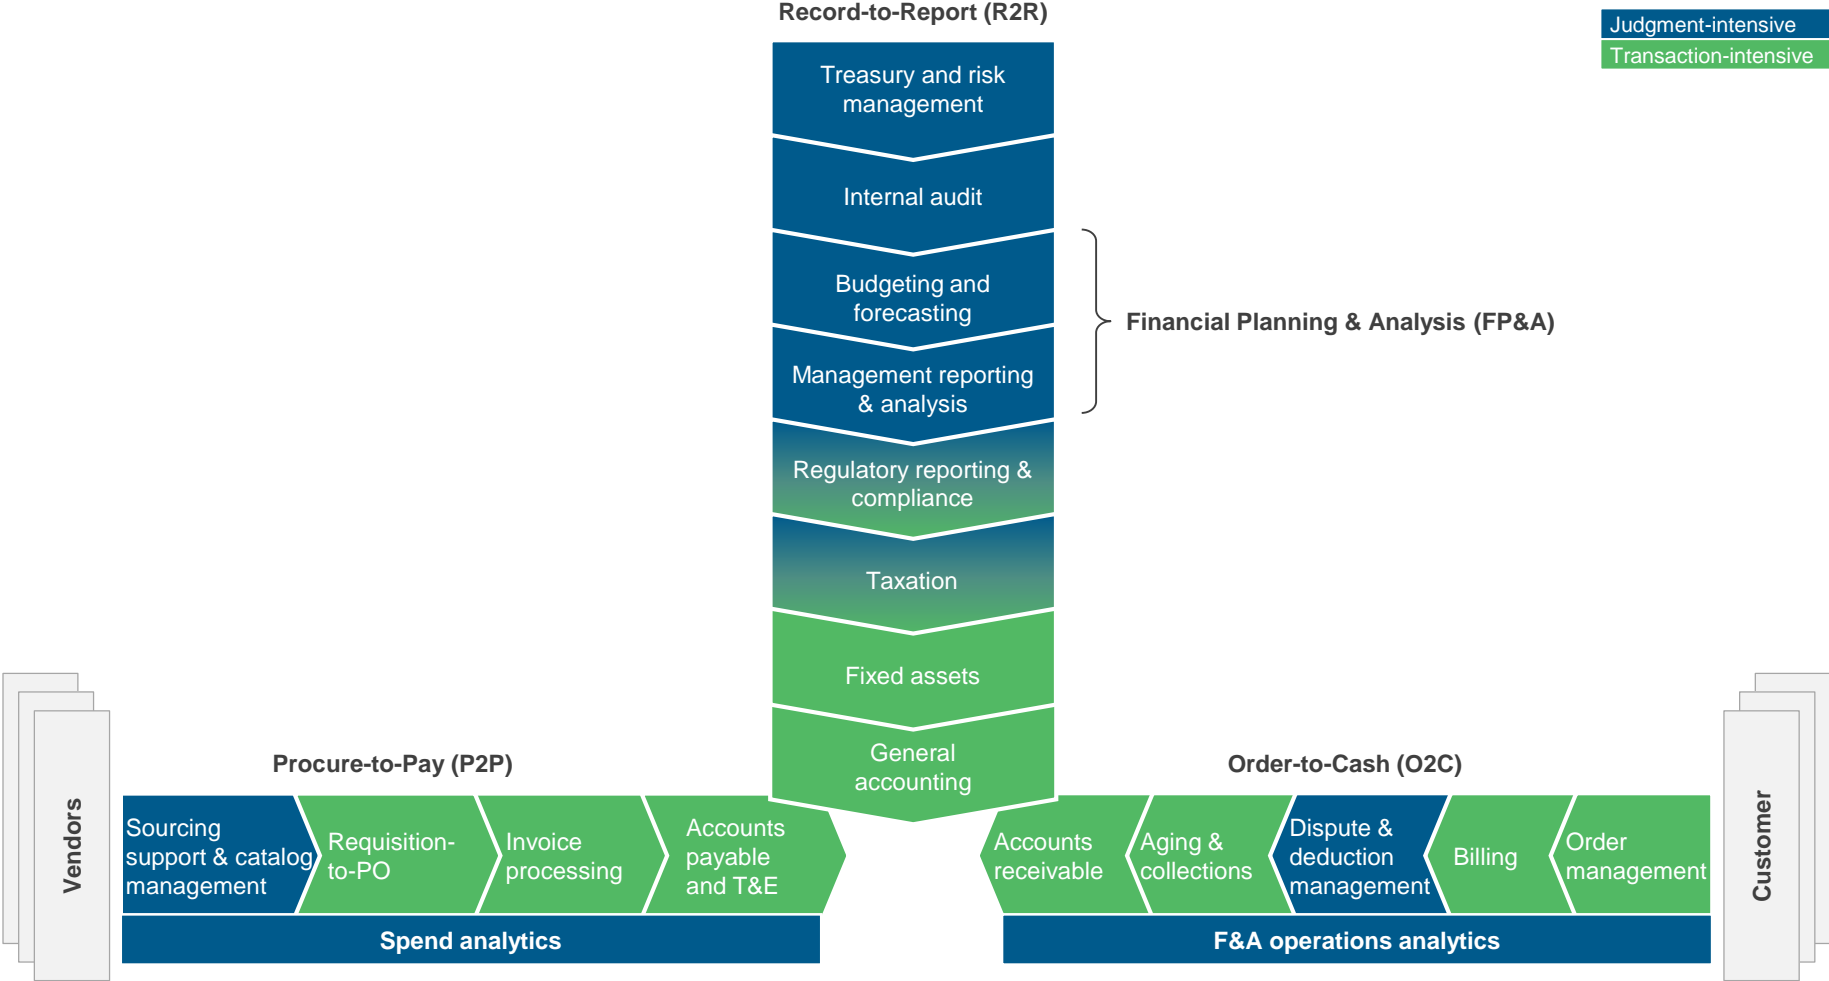 Record-to-Report (R2R)
Judgment-intensive
Transaction-intensive
Treasury and risk
management
Internal audit
Budgeting and
forecasting
Financial Planning & Analysis (FP&A)
Management reporting
& analysis
Regulatory reporting &
compliance
Taxation
Fixed assets
General
accounting
Procure-to-Pay (P2P)
Order-to-Cash (O2C)
Vendors
Sourcing
support & catalog
management
Requisition-
to-PO
Invoice
processing
Accounts
payable
and T&E
Accounts
receivable
Aging &
collections
Dispute &
deduction
management
Billing
Order
management
Customer
Spend analytics
F&A operations analytics